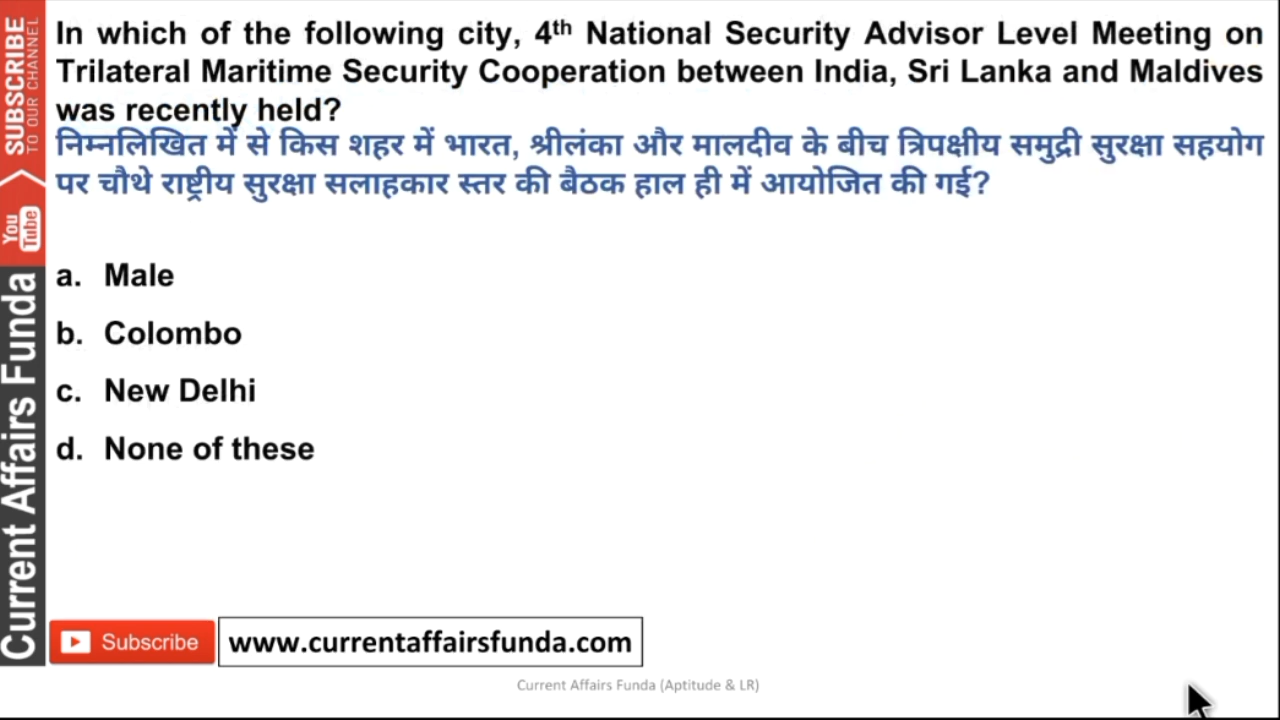 In which of the following city, 4th National Security Advisor Level Meeting on
Trilateral Maritime Security Cooperation between India, Sri Lanka and Maldives
was recently held?
निम्नलिखित में से किस शहर में भारत, श्रीलंका और मालदीव के बीच त्रिपक्षीय समुद्री सुरक्षा सहयोग
पर चौथे राष्ट्रीय सुरक्षा सलाहकार स्तर की बैठक हाल ही में आयोजित की गई?
a. Male
b. Colombo
c. New Delhi
d. None of these
SUBSCRIBE
TO OUR CHANNEL
You
Tube
Current Affairs Funda
Subscribe
www.currentaffairsfunda.com
Current Affairs Funda (Aptitude & LR)